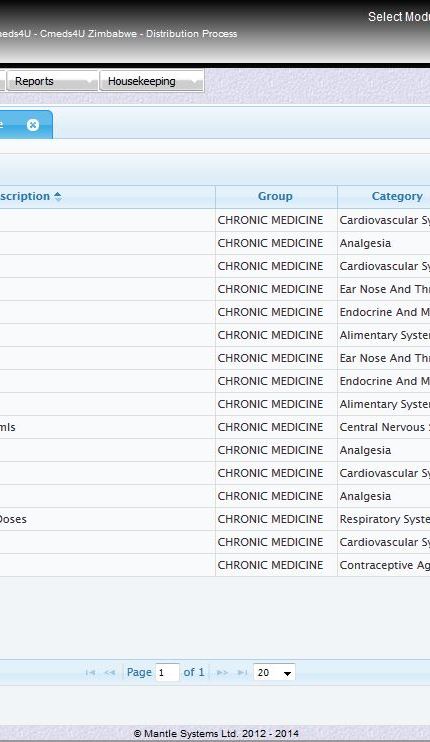 Select Modu
eds4U - Cmeds4U Zimbabwe - Distribution Process
Reports Housekeeping
e
scription Group Category
CHRONIC MEDICINE Cardiovascular Sy
CHRONIC MEDICINE Analgesia
CHRONIC MEDICINE Cardiovascular Sy
CHRONIC MEDICINE Ear Nose And Thr
CHRONIC MEDICINE Endocrine And M
CHRONIC MEDICINE Alimentary Syste
CHRONIC MEDICINE Ear Nose And Thr
CHRONIC MEDICINE Endocrine And M
CHRONIC MEDICINE Alimentary Syste
mls CHRONIC MEDICINE Central Nervous S
CHRONIC MEDICINE Analgesia
CHRONIC MEDICINE Cardiovascular Sy
CHRONIC MEDICINE Analgesia
Doses CHRONIC MEDICINE Respiratory Syste
CHRONIC MEDICINE Cardiovascular Sy
CHRONIC MEDICINE Contraceptive Ag
Page 1 of 1 20
© Mantle Systems Ltd. 2012 - 2014